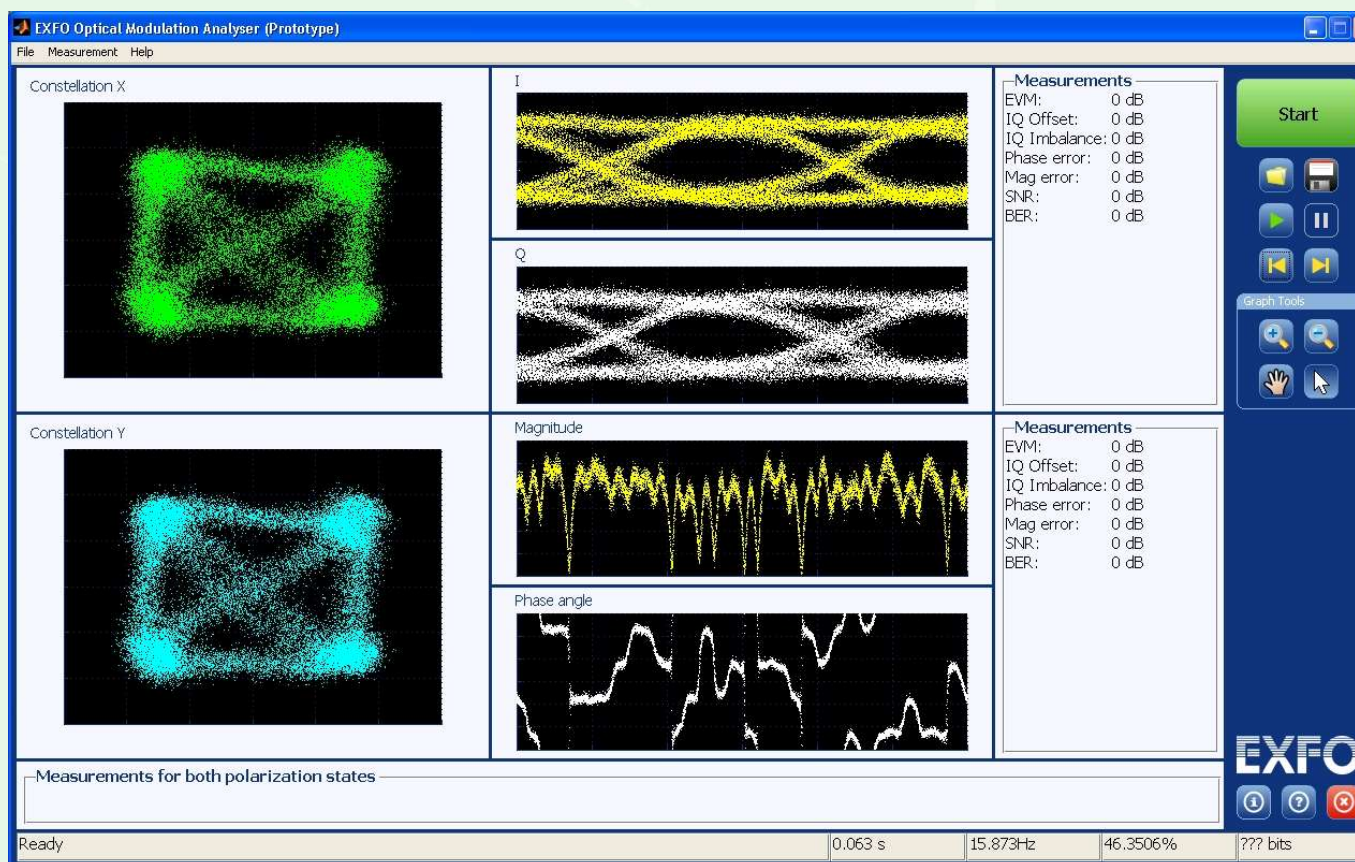 EXFO Optical Modulation Analyser (Prototype)
File Measurement Help
Constellation X
I
Measurements
EVM: 0 dB
IQ Offset: 0 dB
IQ Imbalance: 0 dB
Phase error: 0 dB
Mag error: 0 dB
SNR: 0 dB
BER: 0 dB
Start
Q
Graph Tools
Constellation Y
Magnitude
Measurements
EVM: 0 dB
IQ Offset: 0 dB
IQ Imbalance: 0 dB
Phase error: 0 dB
Mag error: 0 dB
SNR: 0 dB
BER: 0 dB
Phase angle
EXFO
Measurements for both polarization states
Ready 0.063 s 15.873Hz 46.3506% ??? bits